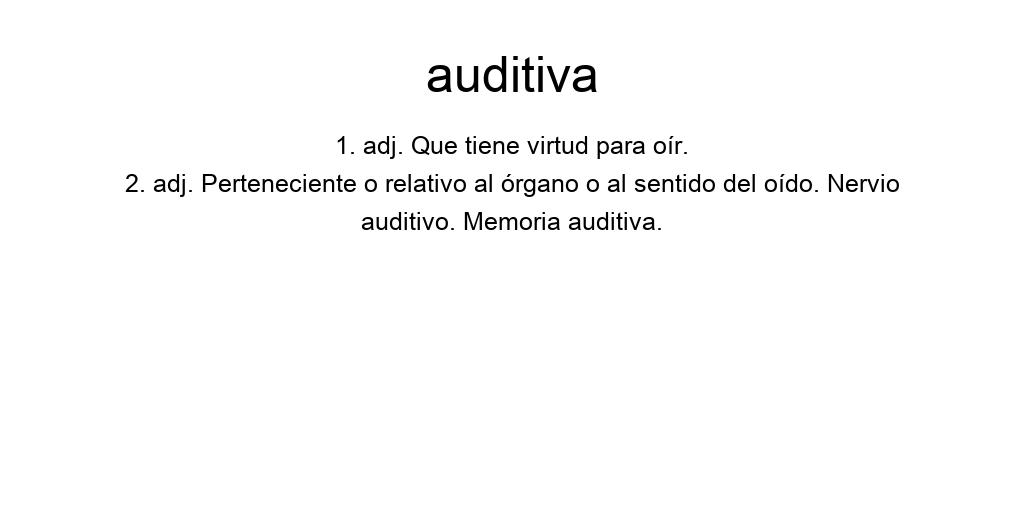 auditiva
1. adj. Que tiene virtud para oír.
2. adj. Perteneciente o relativo al órgano o al sentido del oído. Nervio
auditivo. Memoria auditiva.